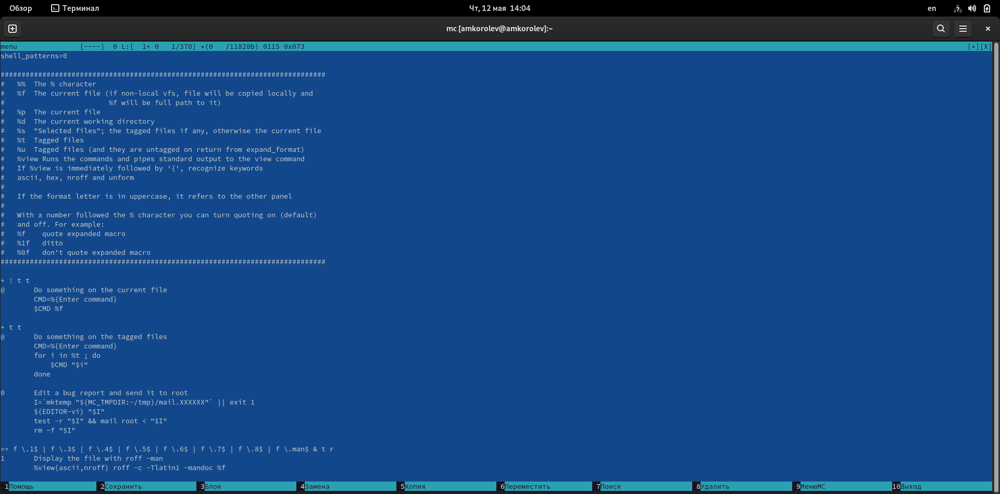 Обзор Терминал Чт, 12 мая 14:04 en
mc [amkorolev@amkorolev]:~
menu [----] 0 L:[ 1+ 0 1/370] *(0 /11820b) 0115 0x073 [*][X]
shell_patterns=0
##############################################################################
# %% The % character
# %f The current file (if non-local vfs, file will be copied locally and
# %f will be full path to it)
# %p The current file
# %d The current working directory
# %s "Selected files"; the tagged files if any, otherwise the current file
# %t Tagged files
# %u Tagged files (and they are untagged on return from expand_format)
# %view Runs the commands and pipes standard output to the view command
# If %view is immediately followed by '{', recognize keywords
# ascii, hex, nroff and unform
#
# If the format letter is in uppercase, it refers to the other panel
#
# With a number followed the % character you can turn quoting on (default)
# and off. For example:
# %f quote expanded macro
# %1f ditto
# %0f don't quote expanded macro
##############################################################################
+ ! t t
@ Do something on the current file
CMD=%{Enter command}
$CMD %f
+ t t
@ Do something on the tagged files
CMD=%{Enter command}
for i in %t ; do
$CMD "$i"
done
0 Edit a bug report and send it to root
I=`mktemp "${MC_TMPDIR:-/tmp}/mail.XXXXXX"` || exit 1
${EDITOR-vi} "$I"
test -r "$I" && mail root < "$I"
rm -f "$I"
=+ f \.1$ | f \.3$ | f \.4$ | f \.5$ | f \.6$ | f \.7$ | f \.8$ | f \.man$ & t r
1 Display the file with roff -man
%view{ascii,nroff} roff -c -Tlatin1 -mandoc %f
1Помощь 2Сохранить 3Блок 4Замена 5Копия 6Переместить 7Поиск 8Удалить 9МенюMC 10Выход